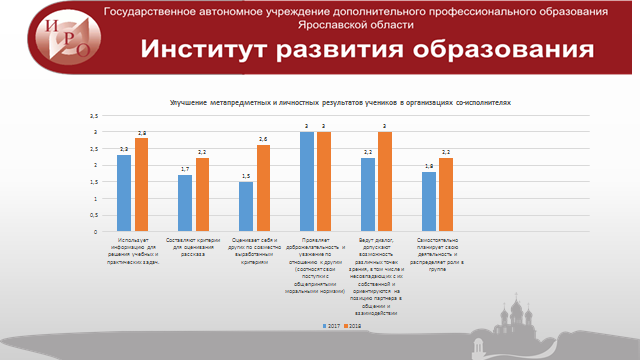 Государственное автономное учреждение дополнительного профессионального образования
Ярославской области
ИРО
Институт развития образования
Улучшение метапредметных и личностных результатов учеников в организациях со-исполнителях
3,5
3
2,5
2
1,5
1
0,5
0
2,3
2,8
1,7
2,2
1,5
2,6
3
3
2,2
3
1,8
2,2
Использует
информацию для
решения учебных и
практических задач.
Составляют критерии
для оценивания
рассказа
Оценивает себя и
других по совместно
выработанным
критериям
Проявляет
доброжелательность и
уважение по
отношению к другим
(соотносят свои
поступки с
общепринятыми
моральными нормами)
Ведут диалог,
допускают
возможность
различных точек
зрения, в том числе и
несовпадающих с их
собственной и
ориентируются на
позицию партнера в
общении и
взаимодействии
Самостоятельно
планирует свою
деятельность и
распределяет роли в
группе
2017 2018